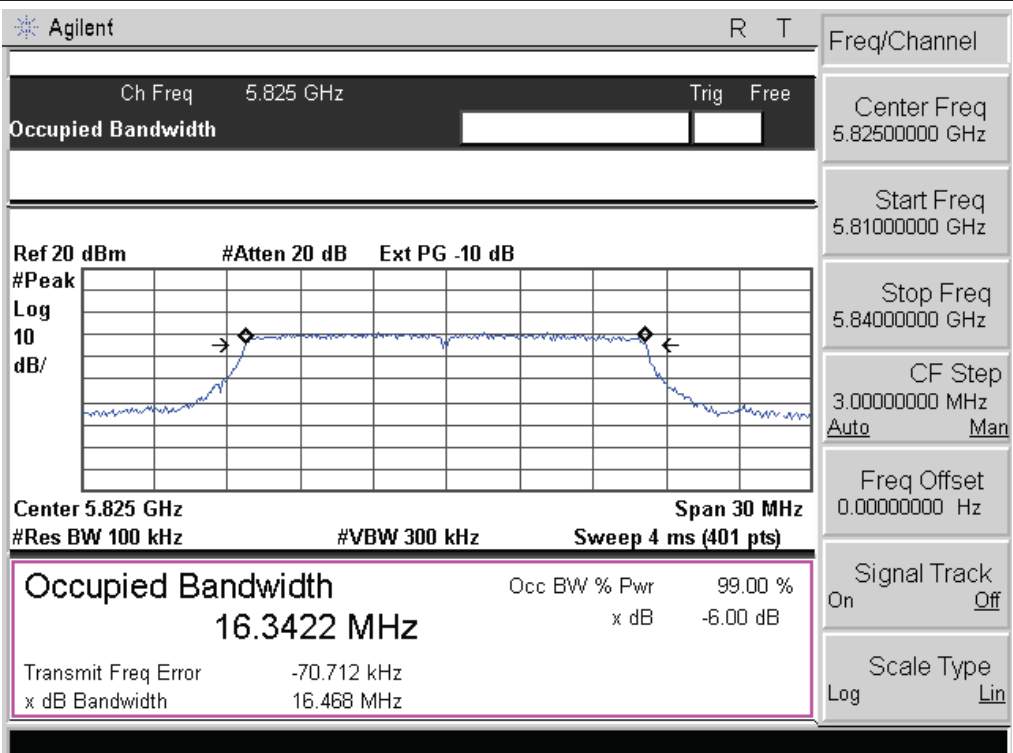 Agilent R T
Ch Freq 5.825 GHz Trig Free
Occupied Bandwidth
Ref 20 dBm #Atten 20 dB Ext PG -10 dB
#Peak
Log
10
dB/
Center 5.825 GHz Span 30 MHz
#Res BW 100 kHz #VBW 300 kHz Sweep 4 ms (401 pts)
Occupied Bandwidth
16.3422 MHz
Occ BW % Pwr 99.00 %
x dB -6.00 dB
Transmit Freq Error -70.712 kHz
x dB Bandwidth 16.468 MHz
Freq/Channel
Center Freq
5.82500000 GHz
Start Freq
5.81000000 GHz
Stop Freq
5.84000000 GHz
CF Step
3.00000000 MHz
Auto Man
Freq Offset
0.00000000 Hz
Signal Track
On Off
Scale Type
Log Lin